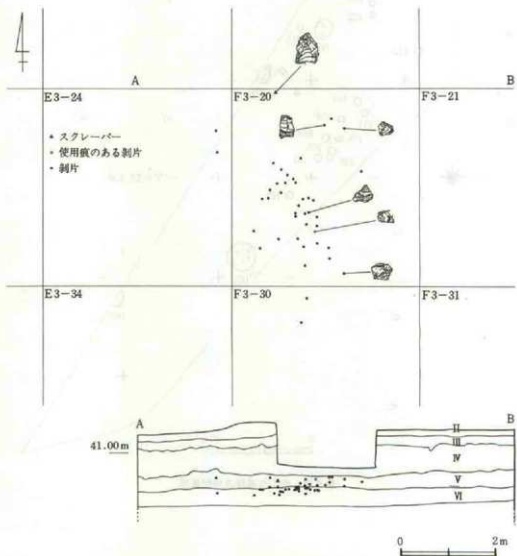 A B
E3-24 F3-20 F3-21
スクレーパー
使用痕のある剥片
剥片
E3-34 F3-30 F3-31
A B
41.00m
II
III
IV
V
VI
0 2m